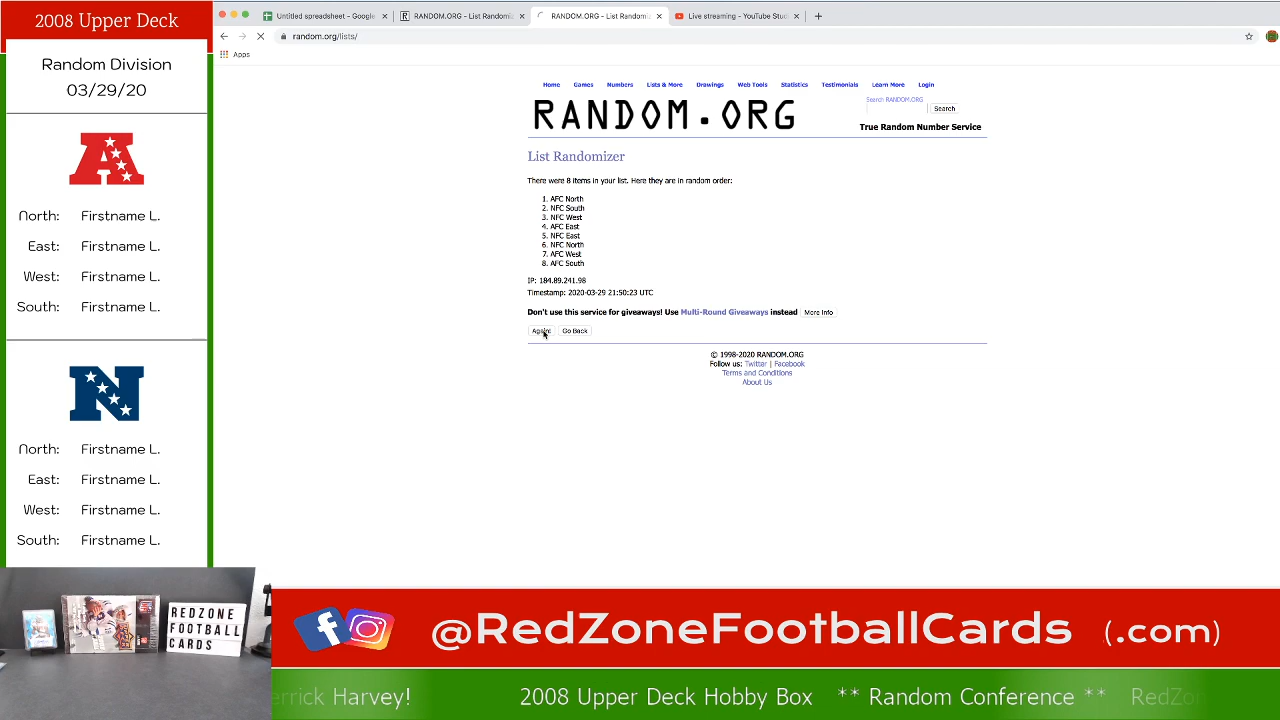 2008 Upper Deck
Random Division
03/29/20
A
North: Firstname L.
East: Firstname L.
West: Firstname L.
South: Firstname L.
N
North: Firstname L.
East: Firstname L.
West: Firstname L.
South: Firstname L.
Untitled spreadsheet - Google
RANDOM.ORG - List Randomiz
RANDOM.ORG - List Randomiz
Live streaming - YouTube Stud
random.org/lists/
Apps
Home Games Numbers Lists & More Drawings Web Tools Statistics Testimonials Learn More Login
RANDOM.ORG
Search RANDOM.ORG
Search
True Random Number Service
List Randomizer
There were 8 items in your list. Here they are in random order:
1. AFC North
2. NFC South
3. NFC West
4. AFC East
5. NFC East
6. NFC North
7. AFC West
8. AFC South
IP: 184.89.241.98
Timestamp: 2020-03-29 21:50:23 UTC
Don't use this service for giveaways! Use Multi-Round Giveaways instead More Info
Again! Go Back
© 1998-2020 RANDOM.ORG
Follow us: Twitter | Facebook
Terms and Conditions
About Us
REDZONE
FOOTBALL
CARDS
@RedZoneFootballCards (.com)
errick Harvey! 2008 Upper Deck Hobby Box ** Random Conference ** RedZo